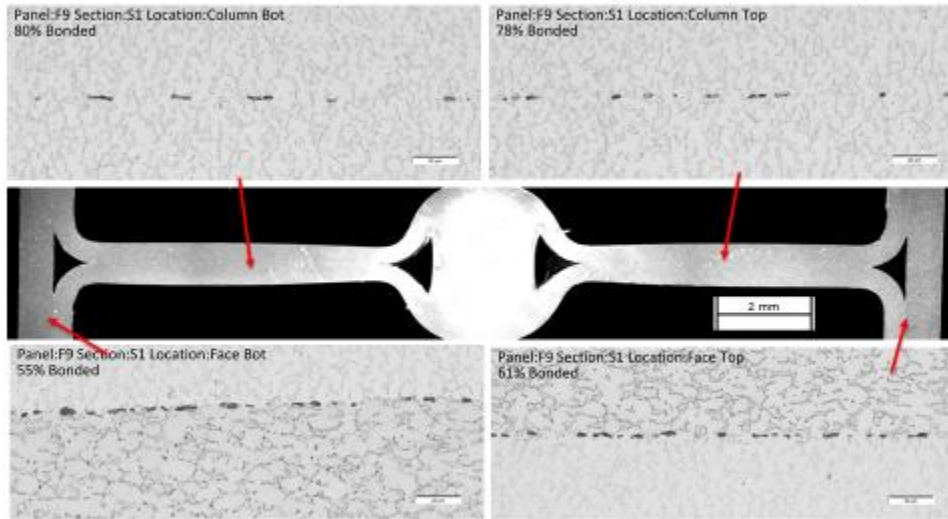 Panel:F9 Section:S1 Location:Column Bot
80% Bonded
Panel:F9 Section:S1 Location:Column Top
78% Bonded
2 mm
Panel:F9 Section:S1 Location:Face Bot
55% Bonded
Panel:F9 Section:S1 Location:Face Top
61% Bonded